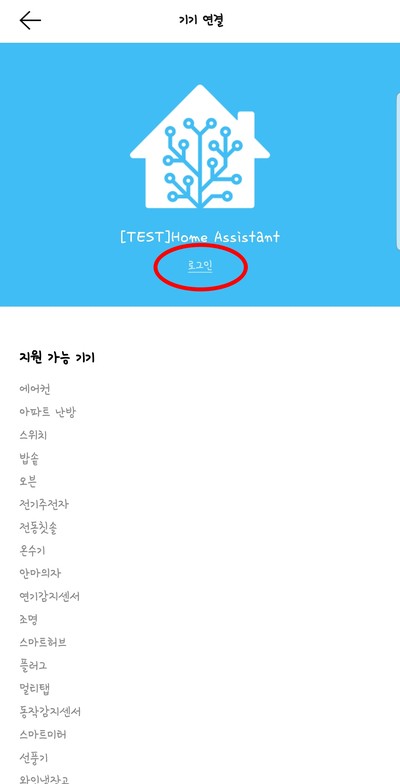 기기 연결
[TEST]Home Assistant
로그인
지원 가능 기기
에어컨
아파트 난방
스위치
밥솥
오븐
전기주전자
전동칫솔
온수기
안마의자
연기감지센서
조명
스마트허브
플러그
멀티탭
동작감지센서
스마트미러
선풍기
와인냉장고